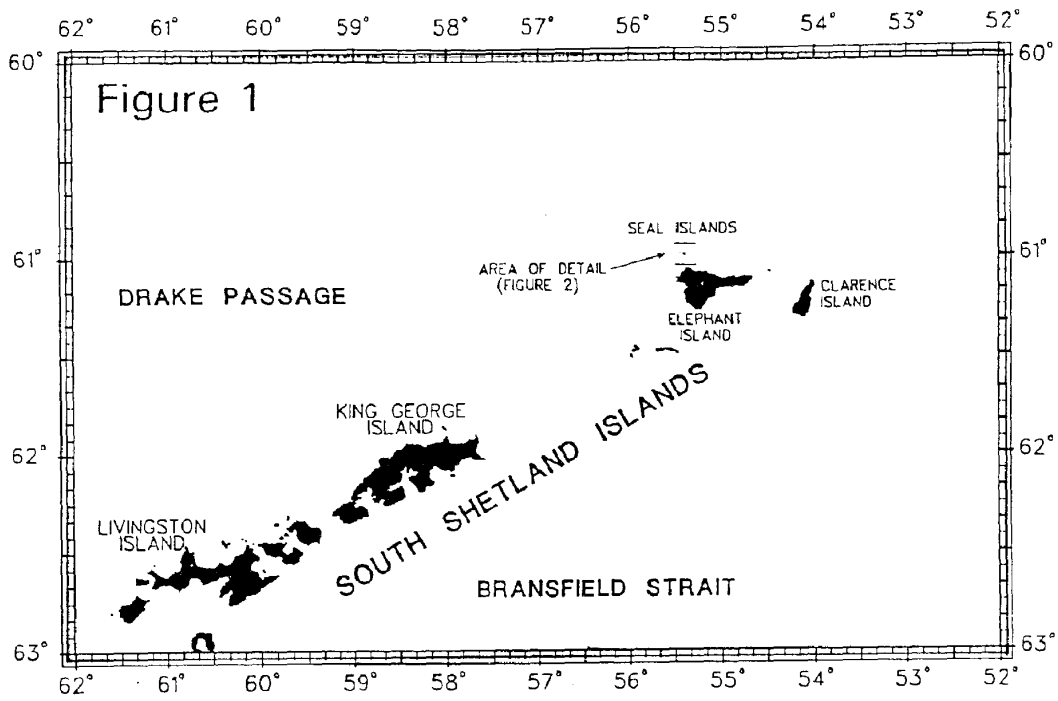 62° 61° 60° 59° 58° 57° 56° 55° 54° 53° 52°
60° 60°
Figure 1
SEAL ISLANDS
61° 61°
AREA OF DETAIL
(FIGURE 2)
DRAKE PASSAGE
CLARENCE
ISLAND
ELEPHANT
ISLAND
KING GEORGE
ISLAND
62° 62°
SOUTH SHETLAND ISLANDS
LIVINGSTON
ISLAND
BRANSFIELD STRAIT
63° 63°
62° 61° 60° 59° 58° 57° 56° 55° 54° 53° 52°